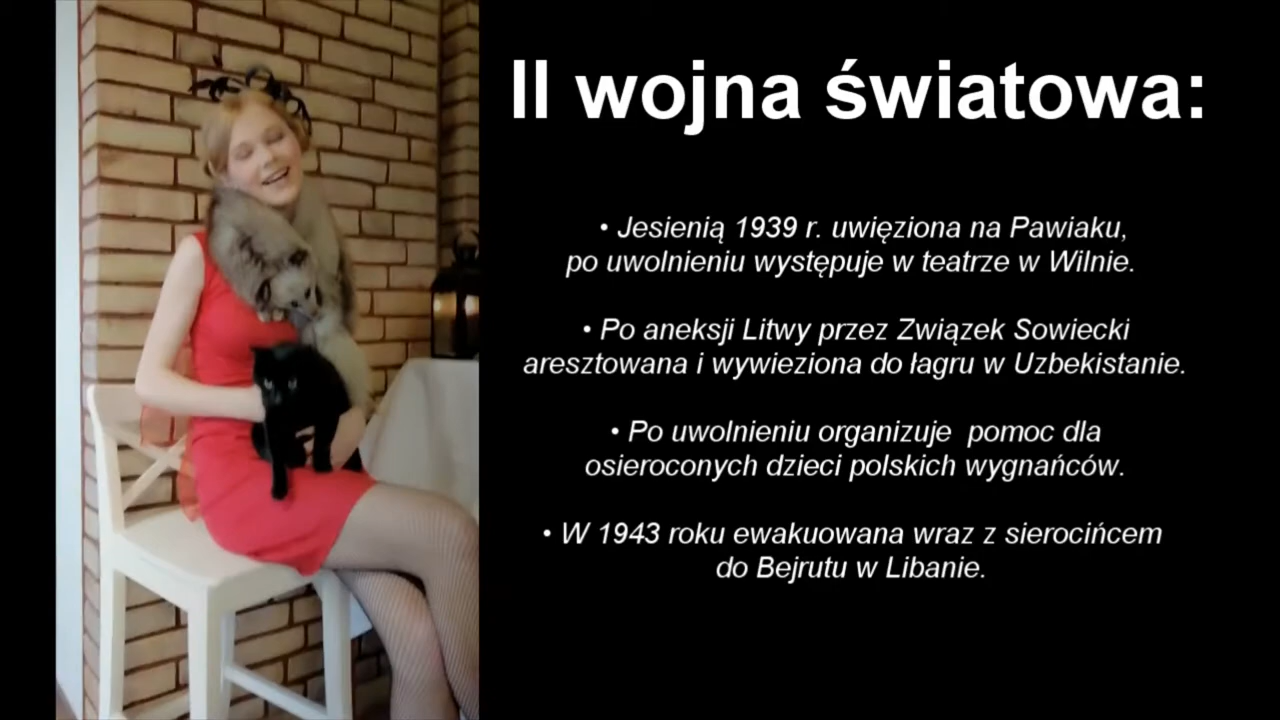 II wojna światowa:
• Jesienią 1939 r. uwięziona na Pawiaku,
po uwolnieniu występuje w teatrze w Wilnie.
• Po aneksji Litwy przez Związek Sowiecki
aresztowana i wywieziona do łagru w Uzbekistanie.
• Po uwolnieniu organizuje  pomoc dla
osieroconych dzieci polskich wygnańców.
• W 1943 roku ewakuowana wraz z sierocińcem
do Bejrutu w Libanie.